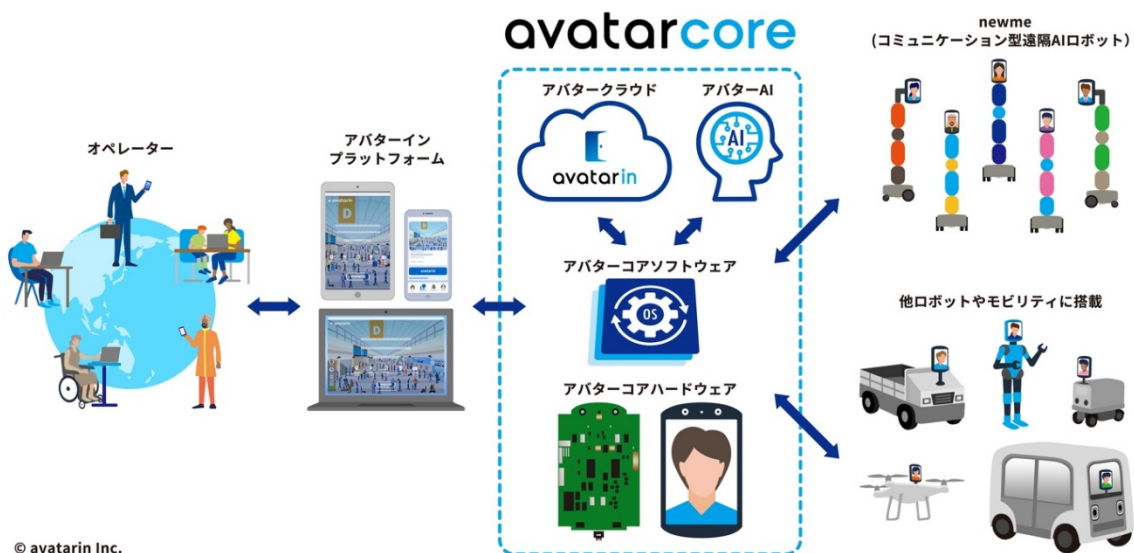 avatarcore
オペレーター
アバターイン
プラットフォーム
avatarin
D
avatarin
D
avatarin
アバタークラウド
avatarin
アバターAI
AI
アバターコアソフトウェア
OS
アバターコアハードウェア
newme
(コミュニケーション型遠隔AIロボット)
他ロボットやモビリティに搭載
© avatarin Inc.